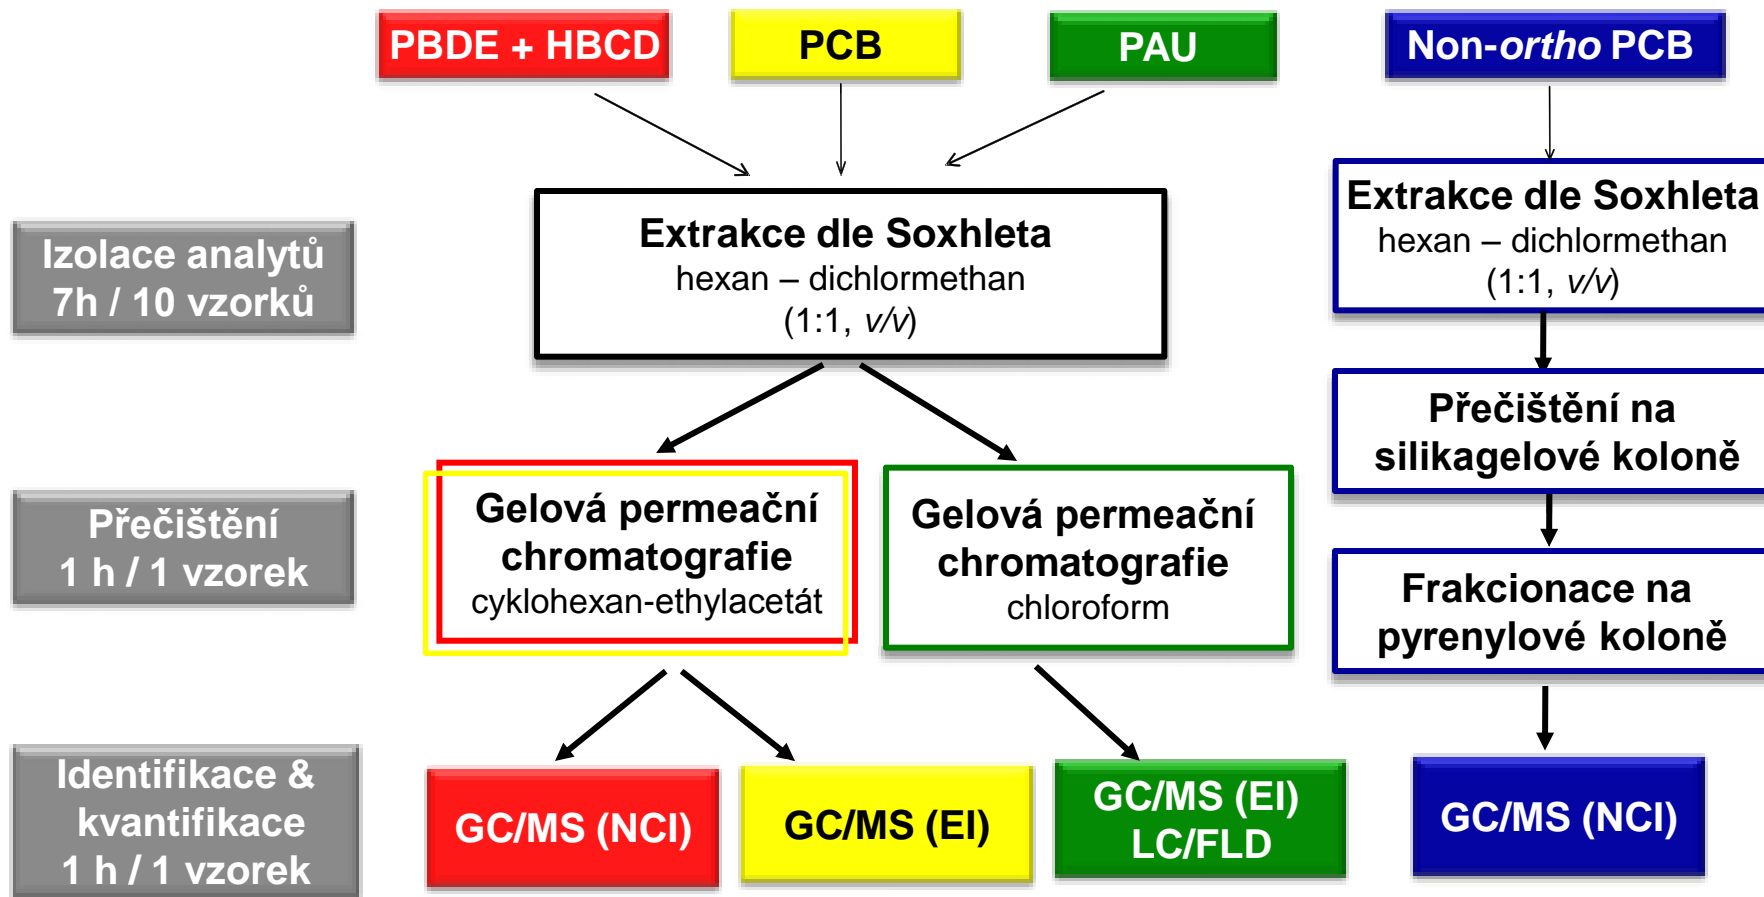 PBDE + HBCD
PCB
PAU
Non-ortho PCB
Izolace analytů
7h / 10 vzorků
Extrakce dle Soxhleta
hexan – dichlormethan
(1:1, v/v)
Extrakce dle Soxhleta
hexan – dichlormethan
(1:1, v/v)
Přečištění na
silikagelové koloně
Přečištění
1 h / 1 vzorek
Gelová permeační
chromatografie
cyklohexan-ethylacetát
Gelová permeační
chromatografie
chloroform
Frakcionace na
pyrenylové koloně
Identifikace &
kvantifikace
1 h / 1 vzorek
GC/MS (NCI)
GC/MS (EI)
GC/MS (EI)
LC/FLD
GC/MS (NCI)